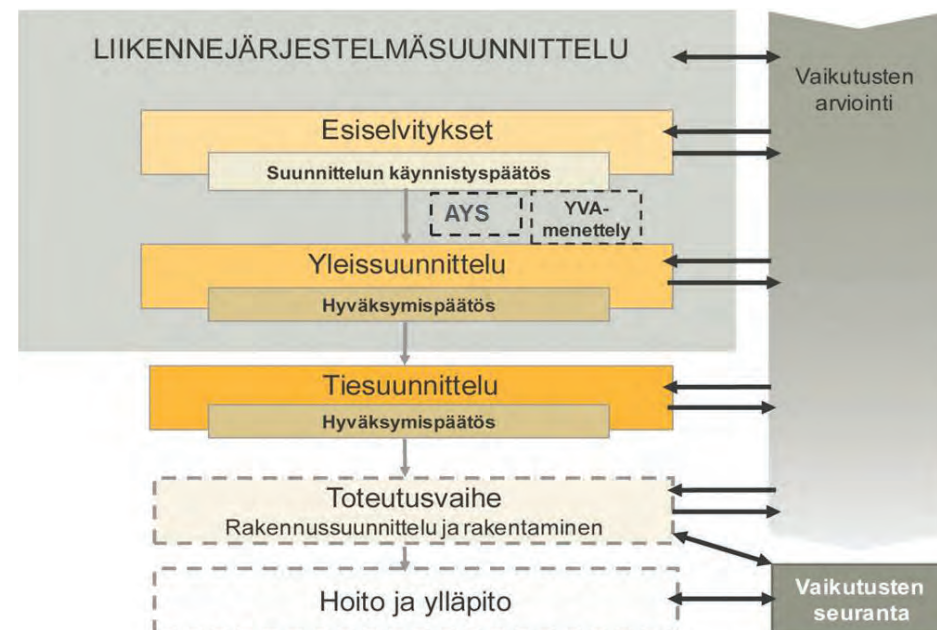 LIIKENNEJÄRJESTELMÄSUUNNITTELU
Vaikutusten
arviointi
Esiselvitykset
Suunnittelun käynnistyspäätös
AYS
YVA-
menettely
Yleissuunnittelu
Hyväksymispäätös
Tiesuunnittelu
Hyväksymispäätös
Toteutusvaihe
Rakennussuunnittelu ja rakentaminen
Hoito ja ylläpito
Vaikutusten
seuranta